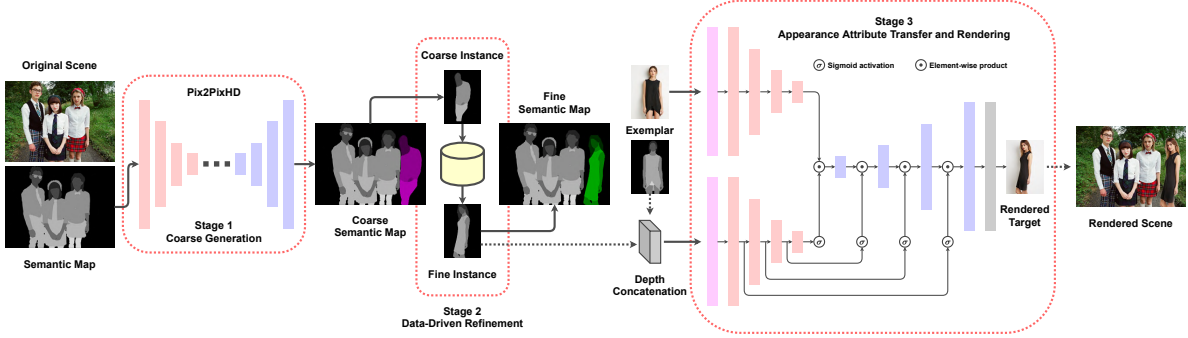 Original Scene
Semantic Map
Pix2PixHD
Stage 1
Coarse Generation
Coarse
Semantic Map
Coarse Instance
Fine Instance
Stage 2
Data-Driven Refinement
Fine
Semantic Map
Exemplar
Depth
Concatenation
Stage 3
Appearance Attribute Transfer and Rendering
σ Sigmoid activation
Element-wise product
σ
σ
σ
σ
Rendered
Target
Rendered Scene